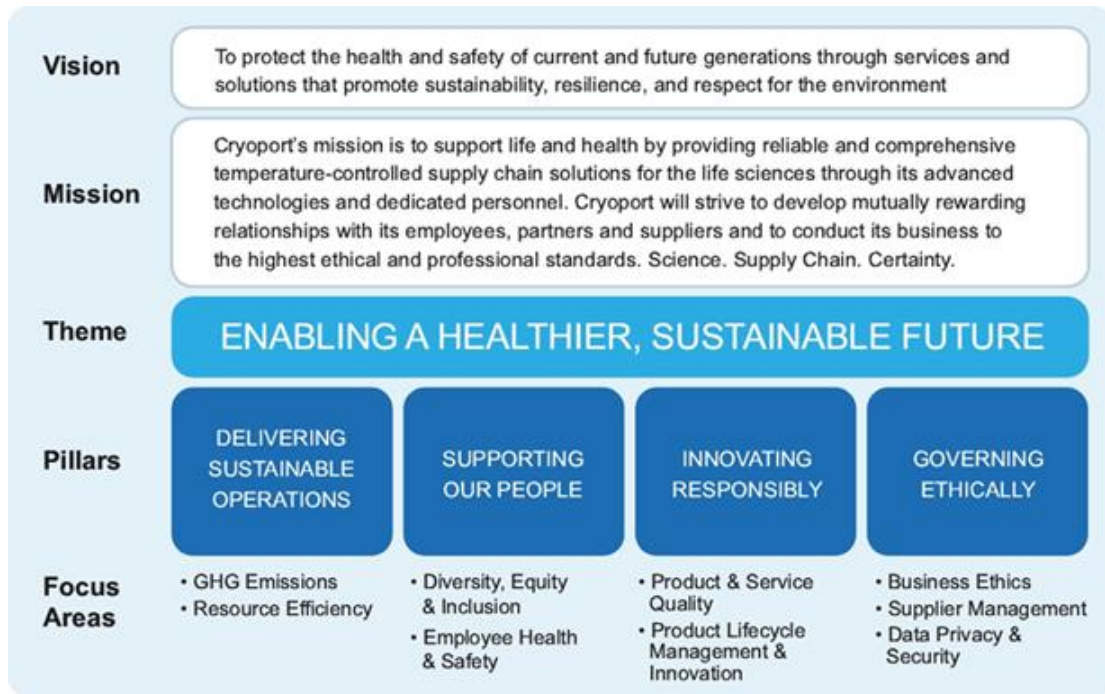 Vision
To protect the health and safety of current and future generations through services and
solutions that promote sustainability, resilience, and respect for the environment
Mission
Cryoport's mission is to support life and health by providing reliable and comprehensive
temperature-controlled supply chain solutions for the life sciences through its advanced
technologies and dedicated personnel. Cryoport will strive to develop mutually rewarding
relationships with its employees, partners and suppliers and to conduct its business to
the highest ethical and professional standards. Science. Supply Chain. Certainty.
Theme
ENABLING A HEALTHIER, SUSTAINABLE FUTURE
Pillars
DELIVERING
SUSTAINABLE
OPERATIONS
SUPPORTING
OUR PEOPLE
INNOVATING
RESPONSIBLY
GOVERNING
ETHICALLY
Focus
Areas
• GHG Emissions
• Resource Efficiency
• Diversity, Equity
& Inclusion
• Employee Health
& Safety
• Product & Service
Quality
• Product Lifecycle
Management &
Innovation
• Business Ethics
• Supplier Management
• Data Privacy &
Security